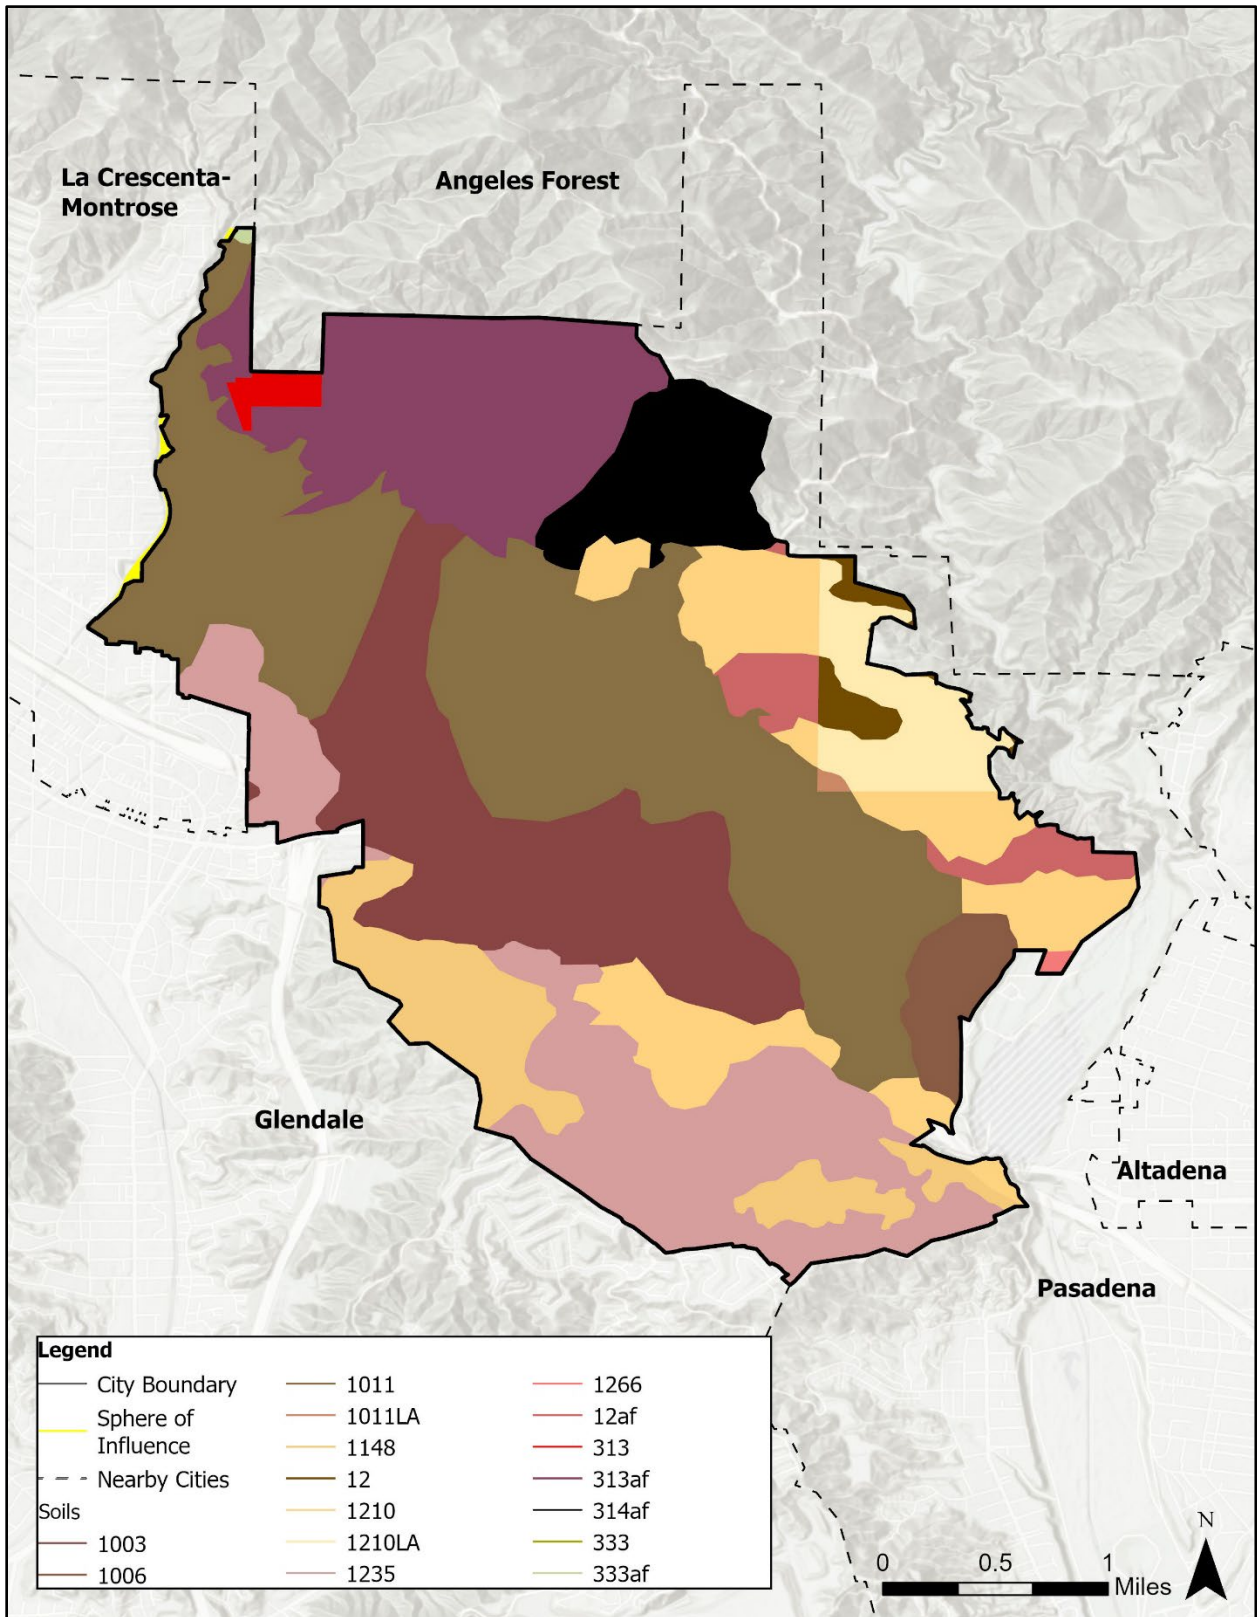 La Crescenta-
Montrose
Angeles Forest
Glendale
Altadena
Pasadena
Legend
City Boundary
Sphere of
Influence
Nearby Cities
Soils
1003
1006
1011
1011LA
1148
12
1210
1210LA
1235
1266
12af
313
313af
314af
333
333af
0 0.5 1
Miles
N